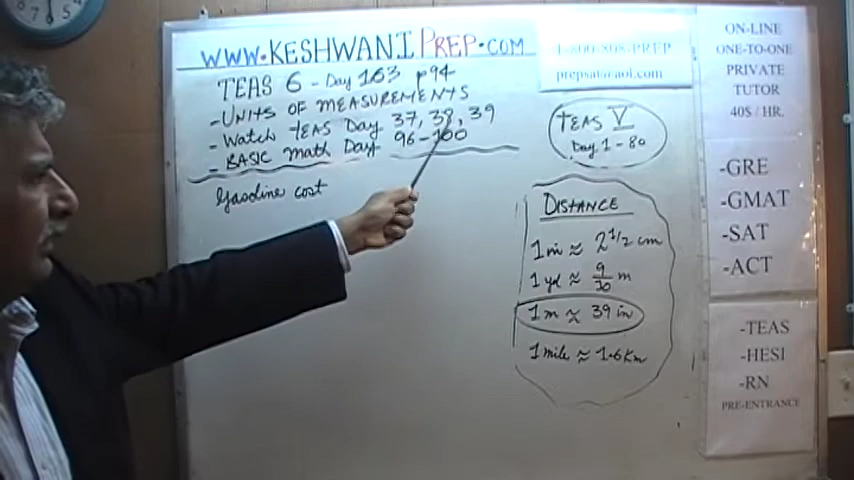 www.KESHWANIPREP.COM
TEAS 6 - Day 163 p94
- UNITS OF MEASUREMENTS
- Watch TEAS Day 37, 38, 39
- BASIC Math Day 96-100
Gasoline cost
1-800-808-PREP
prepsat@aol.com
TEAS V
Day 1-80
DISTANCE
1 in ≈ 2 1/2 cm
1 yd ≈ 9/10 m
1 m ≈ 39 in
1 mile ≈ 1.6 Km
ON-LINE
ONE-TO-ONE
PRIVATE
TUTOR
40$ / HR.
-GRE
-GMAT
-SAT
-ACT
-TEAS
-HESI
-RN
PRE-ENTRANCE